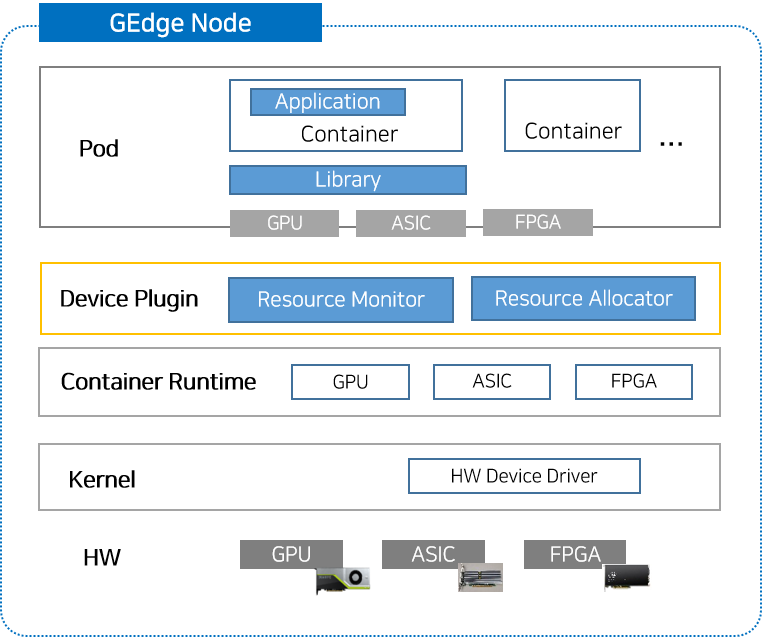 GEdge Node
Application
Container
Container
Pod
...
Library
GPU
ASIC
FPGA
Device Plugin
Resource Monitor
Resource Allocator
Container Runtime
GPU
ASIC
FPGA
Kernel
HW Device Driver
HW
GPU
ASIC
FPGA